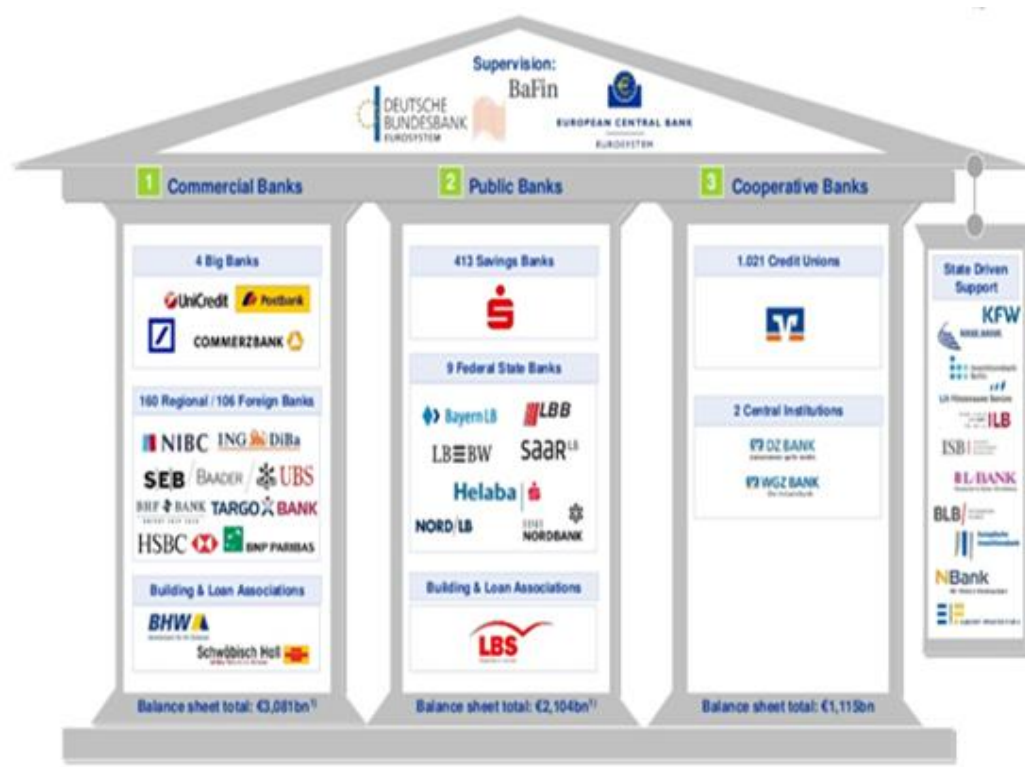 Supervision:
BaFin
DEUTSCHE
BUNDESBANK
EUROSYSTEM
EUROPEAN CENTRAL BANK
EUROSYSTEM
1 Commercial Banks
4 Big Banks
UniCredit
Postbank
COMMERZBANK
160 Regional / 106 Foreign Banks
NIBC
ING DiBa
SEB
BAADER
UBS
BHF BANK
TARGO BANK
HSBC
BNP PARIBAS
Building & Loan Associations
BHW
Schwäbisch Hall
Balance sheet total: €3,081bn¹⁾
2 Public Banks
413 Savings Banks
9 Federal State Banks
BayernLB
LBB
LBBW
SaarLB
Helaba
NORD/LB
HSH
NORDBANK
Building & Loan Associations
LBS
Balance sheet total: €2,104bn¹⁾
3 Cooperative Banks
1.021 Credit Unions
2 Central Institutions
DZ BANK
WGZ BANK
Balance sheet total: €1,115bn
State Driven
Support
KFW
ILB
ISB
L-BANK
BLB
NBank